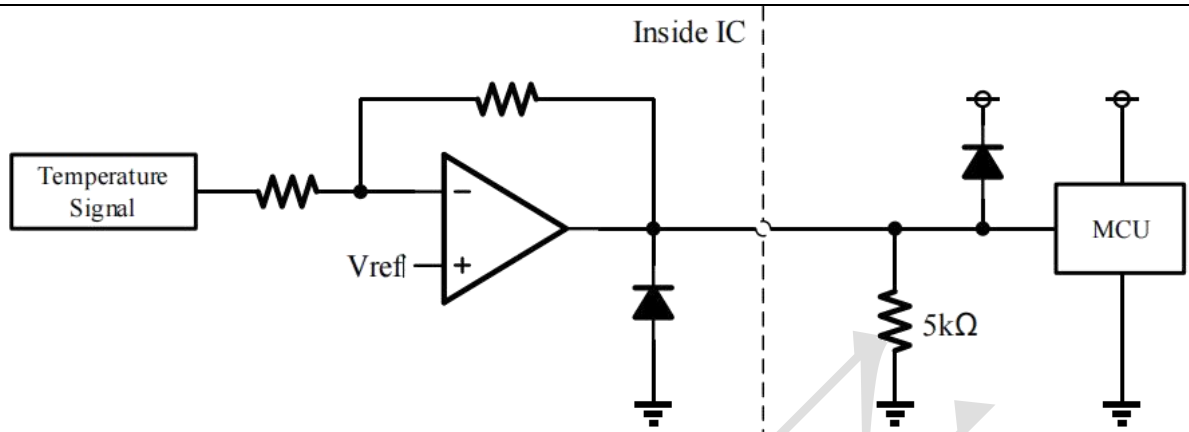 Inside IC
Temperature
Signal
−
Vref
+
5kΩ
MCU